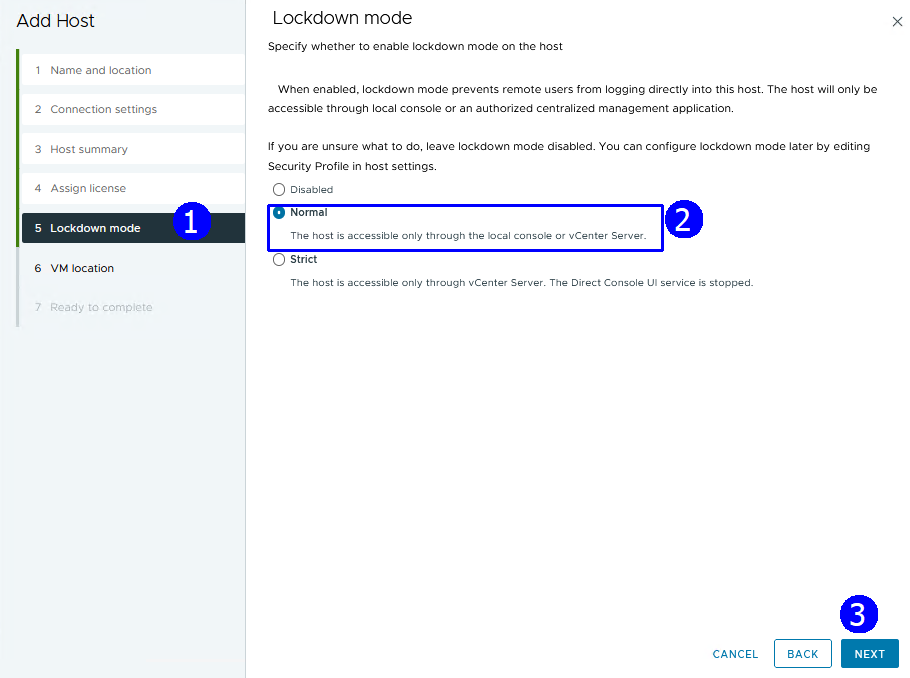 Add Host
1 Name and location
2 Connection settings
3 Host summary
4 Assign license
5 Lockdown mode
1
6 VM location
7 Ready to complete
Lockdown mode
Specify whether to enable lockdown mode on the host
When enabled, lockdown mode prevents remote users from logging directly into this host. The host will only be
accessible through local console or an authorized centralized management application.
If you are unsure what to do, leave lockdown mode disabled. You can configure lockdown mode later by editing
Security Profile in host settings.
Disabled
Normal
The host is accessible only through the local console or vCenter Server.
2
Strict
The host is accessible only through vCenter Server. The Direct Console UI service is stopped.
3
CANCEL BACK NEXT